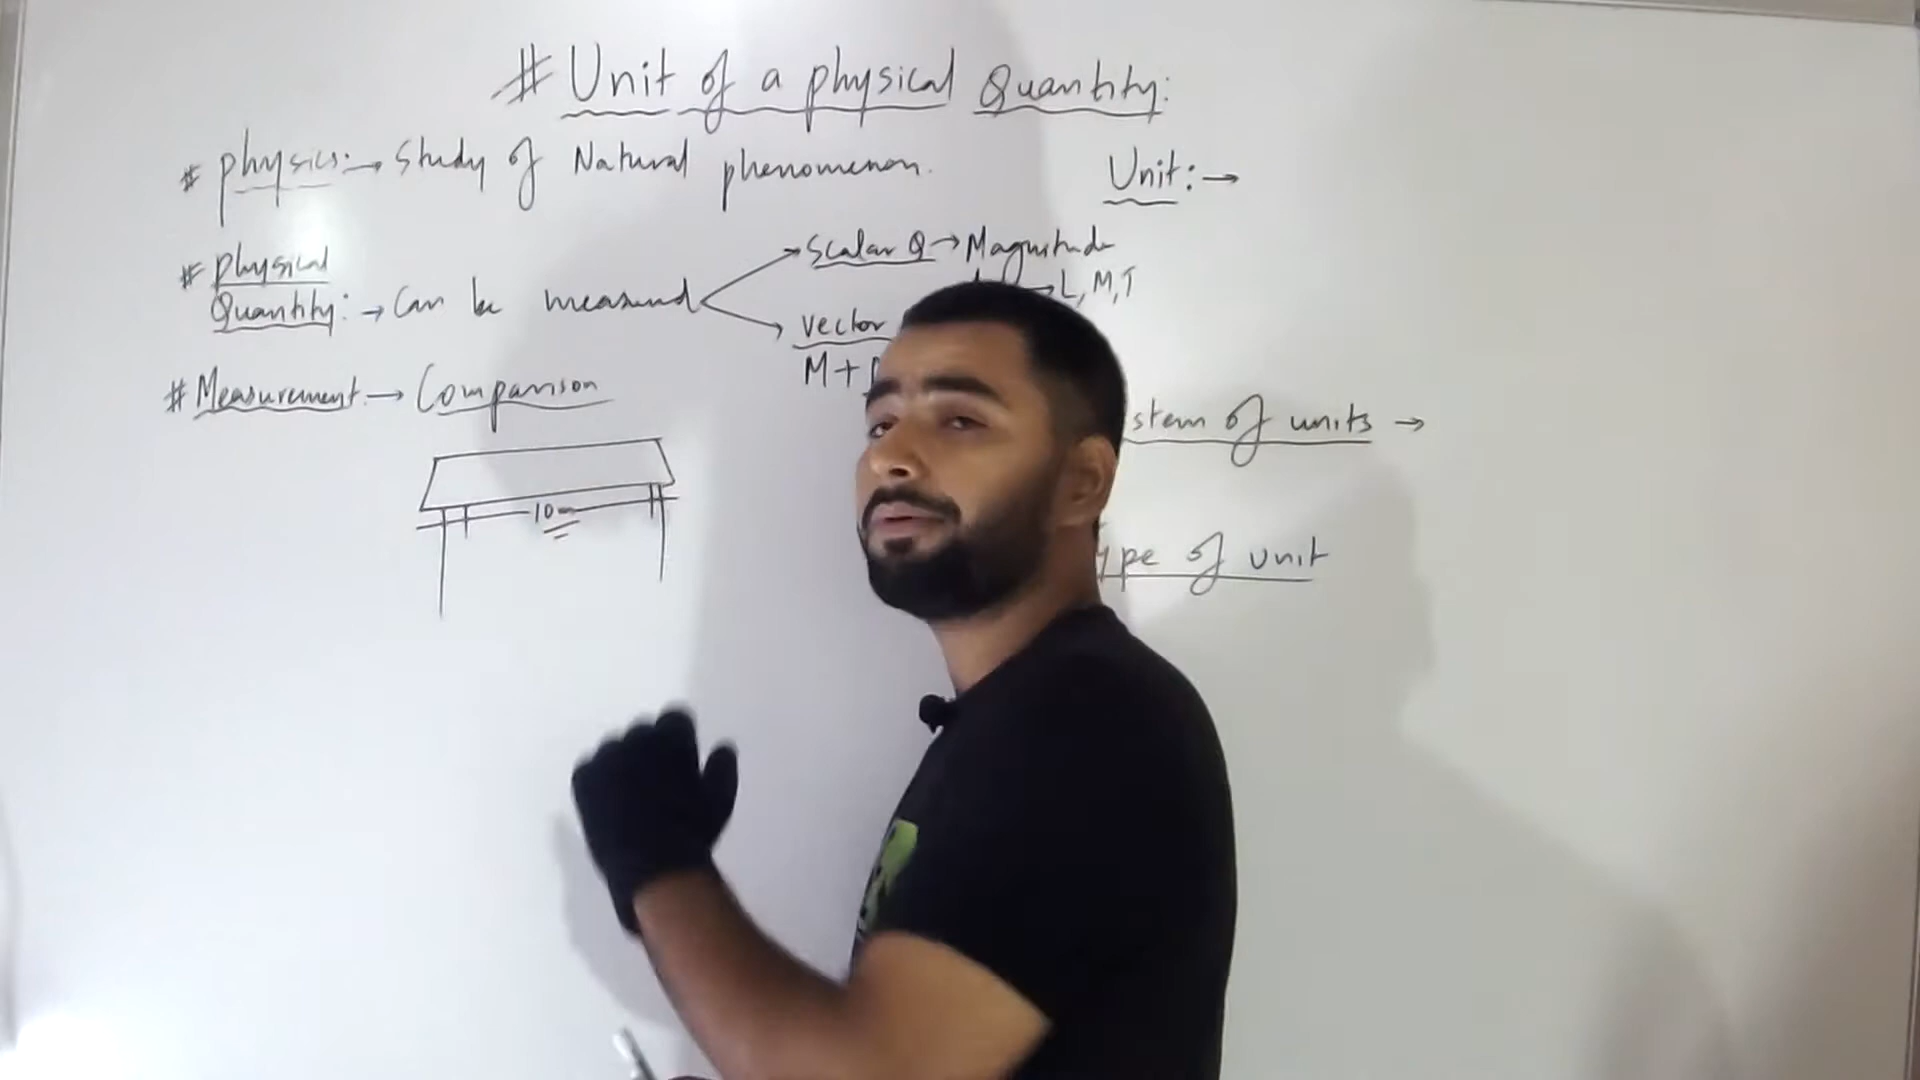 # Unit of a physical Quantity:
# physics:→ Study of Natural phenomenon.
Unit:→
# physical
Quantity:→ Can be measured
Scalar Q → Magnitude
→ L, M, T
vector
M +
# Measurement → Comparison
stem of units →
10
ype of unit